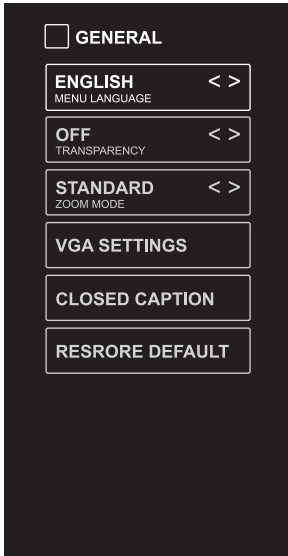 GENERAL
ENGLISH < >
MENU LANGUAGE
OFF < >
TRANSPARENCY
STANDARD < >
ZOOM MODE
VGA SETTINGS
CLOSED CAPTION
RESRORE DEFAULT